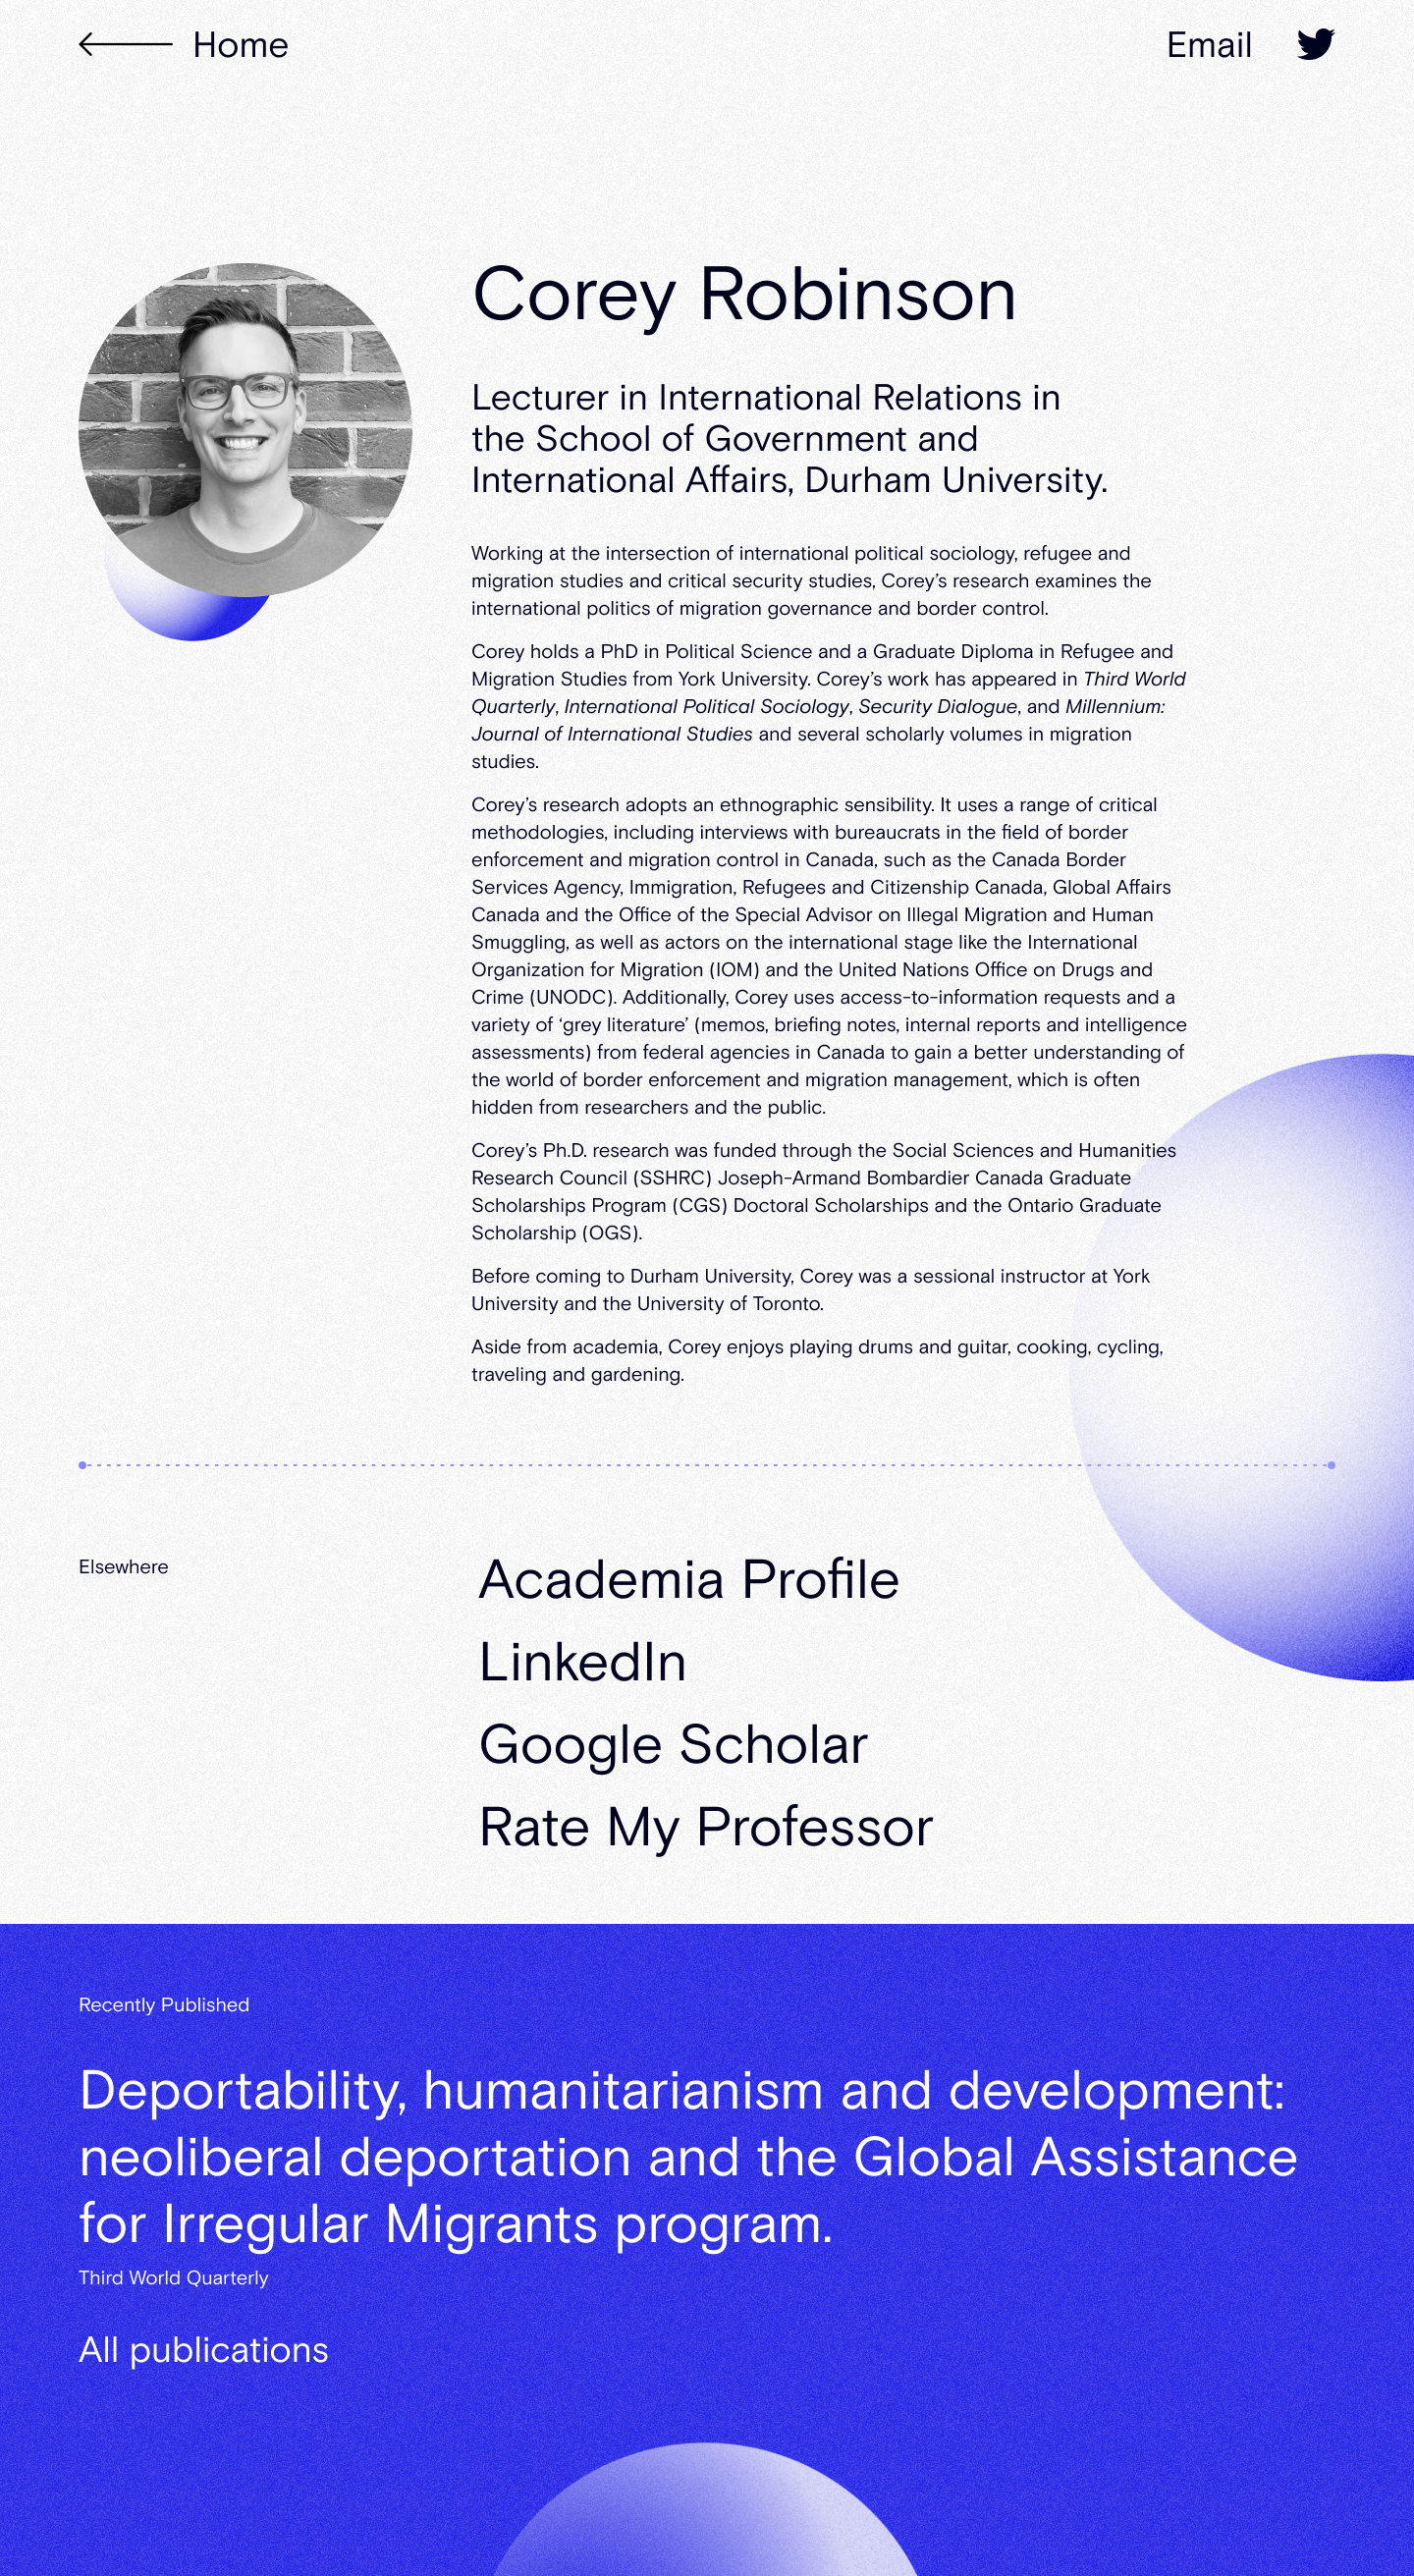 Home
Email
Corey Robinson
Lecturer in International Relations in
the School of Government and
International Affairs, Durham University.
Working at the intersection of international political sociology, refugee and
migration studies and critical security studies, Corey’s research examines the
international politics of migration governance and border control.
Corey holds a PhD in Political Science and a Graduate Diploma in Refugee and
Migration Studies from York University. Corey’s work has appeared in Third World
Quarterly, International Political Sociology, Security Dialogue, and Millennium:
Journal of International Studies and several scholarly volumes in migration
studies.
Corey’s research adopts an ethnographic sensibility. It uses a range of critical
methodologies, including interviews with bureaucrats in the field of border
enforcement and migration control in Canada, such as the Canada Border
Services Agency, Immigration, Refugees and Citizenship Canada, Global Affairs
Canada and the Office of the Special Advisor on Illegal Migration and Human
Smuggling, as well as actors on the international stage like the International
Organization for Migration (IOM) and the United Nations Office on Drugs and
Crime (UNODC). Additionally, Corey uses access-to-information requests and a
variety of ‘grey literature’ (memos, briefing notes, internal reports and intelligence
assessments) from federal agencies in Canada to gain a better understanding of
the world of border enforcement and migration management, which is often
hidden from researchers and the public.
Corey’s Ph.D. research was funded through the Social Sciences and Humanities
Research Council (SSHRC) Joseph-Armand Bombardier Canada Graduate
Scholarships Program (CGS) Doctoral Scholarships and the Ontario Graduate
Scholarship (OGS).
Before coming to Durham University, Corey was a sessional instructor at York
University and the University of Toronto.
Aside from academia, Corey enjoys playing drums and guitar, cooking, cycling,
traveling and gardening.
Elsewhere
Academia Profile
LinkedIn
Google Scholar
Rate My Professor
Recently Published
Deportability, humanitarianism and development:
neoliberal deportation and the Global Assistance
for Irregular Migrants program.
Third World Quarterly
All publications